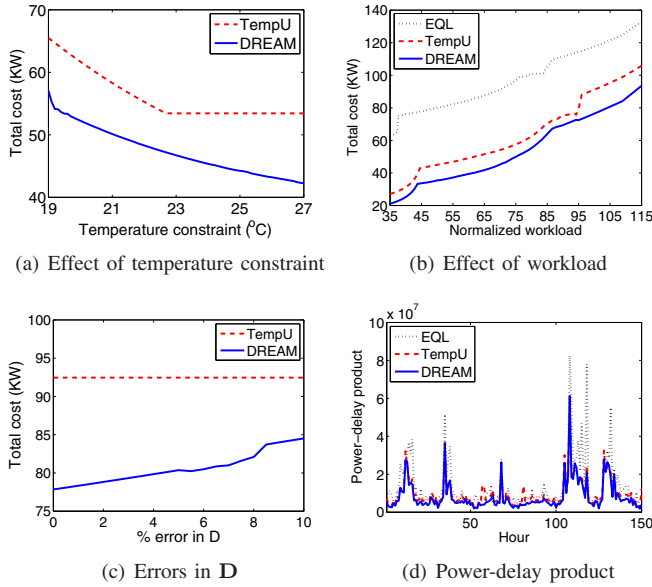 70
60
50
40
Total cost (KW)
TempU
DREAM
19 21 23 25 27
Temperature constraint (°C)
(a) Effect of temperature constraint
140
120
100
80
60
40
20
Total cost (KW)
EQL
TempU
DREAM
35 45 55 65 75 85 95 105 115
Normalized workload
(b) Effect of workload
100
95
90
85
80
75
Total cost (KW)
TempU
DREAM
0 2 4 6 8 10
% error in D
(c) Errors in D
x 10^7
10
8
6
4
2
0
Power-delay product
EQL
TempU
DREAM
0 50 100 150
Hour
(d) Power-delay product